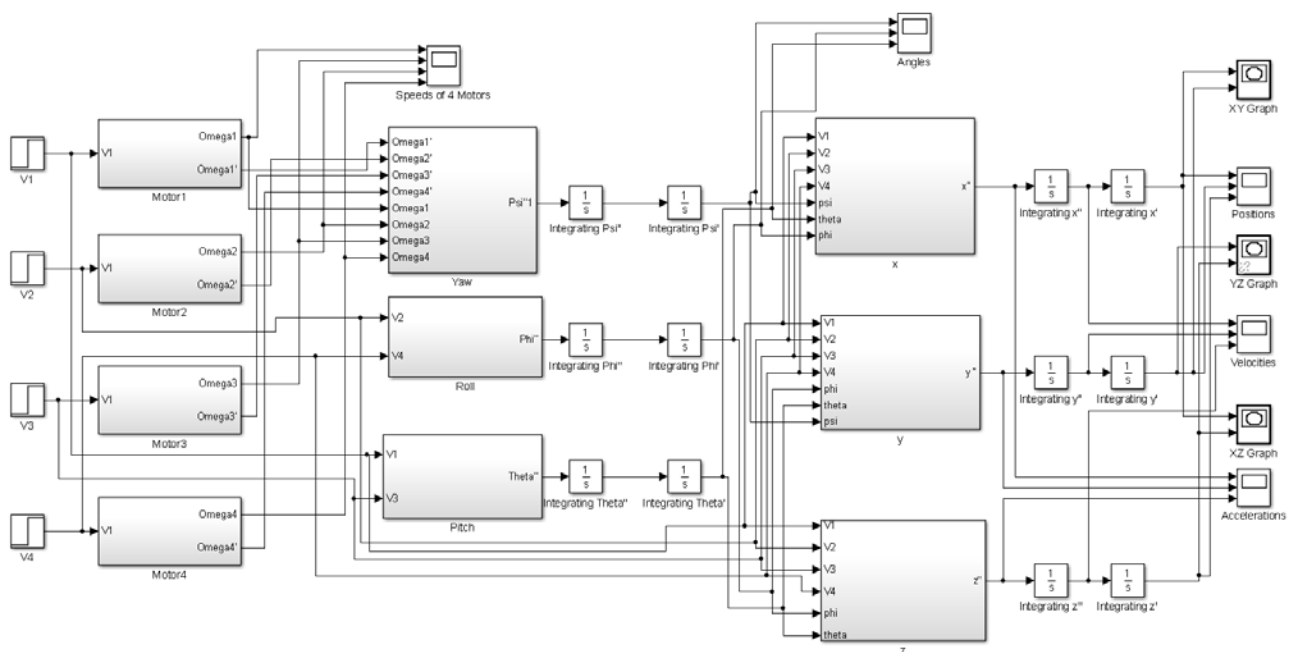 Angles
Speeds of 4 Motors
XY Graph
V1
V1
Omega1
Omega1'
Motor1
Omega1'
Omega2'
Omega3'
Omega4'
Omega1
Omega2
Omega3
Omega4
Psi''1
Yaw
1
s
Integrating Psi''
1
s
Integrating Psi'
V1
V2
V3
V4
psi
theta
phi
x''
x
1
s
Integrating x''
1
s
Integrating x'
Positions
YZ Graph
V2
V1
Omega2
Omega2'
Motor2
V2
V4
Phi''
Roll
1
s
Integrating Phi''
1
s
Integrating Phi'
V1
V2
V3
V4
phi
theta
psi
y''
y
1
s
Integrating y''
1
s
Integrating y'
Velocities
XZ Graph
V3
V1
Omega3
Omega3'
Motor3
V1
V3
Theta''
Pitch
1
s
Integrating Theta''
1
s
Integrating Theta'
Accelerations
V4
V1
Omega4
Omega4'
Motor4
V1
V2
V3
V4
phi
theta
z''
1
s
Integrating z''
1
s
Integrating z'